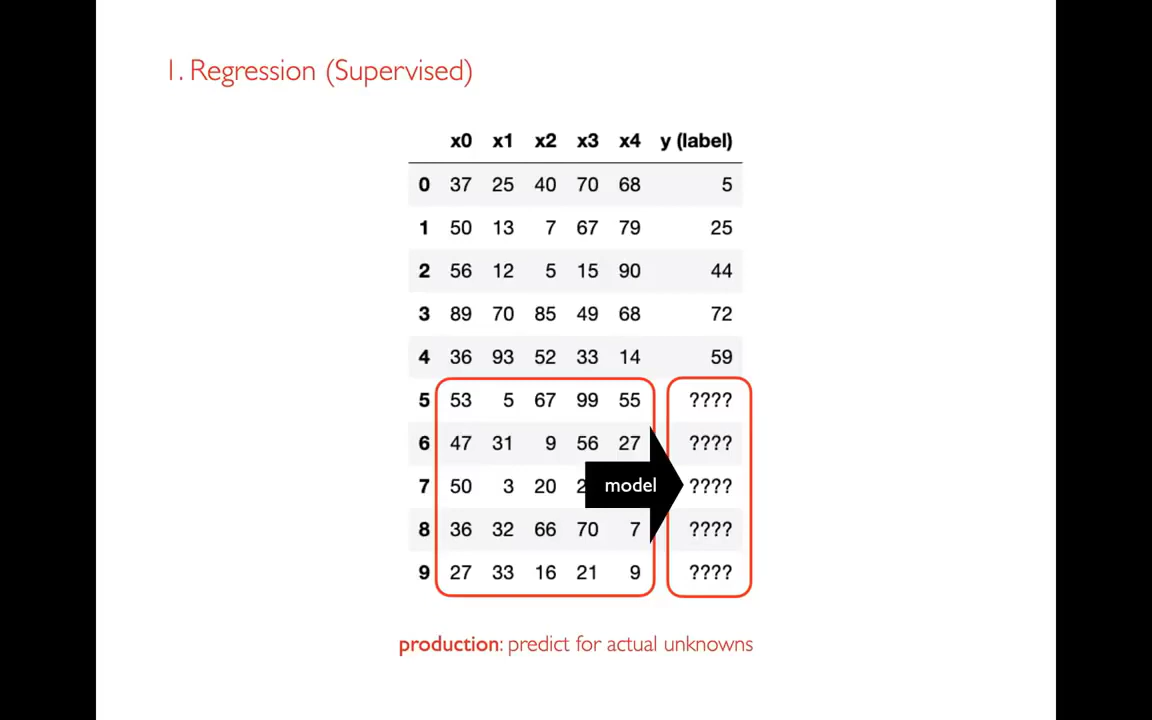 1. Regression (Supervised)
x0 x1 x2 x3 x4 y (label)
0 37 25 40 70 68 5
1 50 13 7 67 79 25
2 56 12 5 15 90 44
3 89 70 85 49 68 72
4 36 93 52 33 14 59
5 53 5 67 99 55 ????
6 47 31 9 56 27 ????
7 50 3 20 model ????
8 36 32 66 70 7 ????
9 27 33 16 21 9 ????
production: predict for actual unknowns